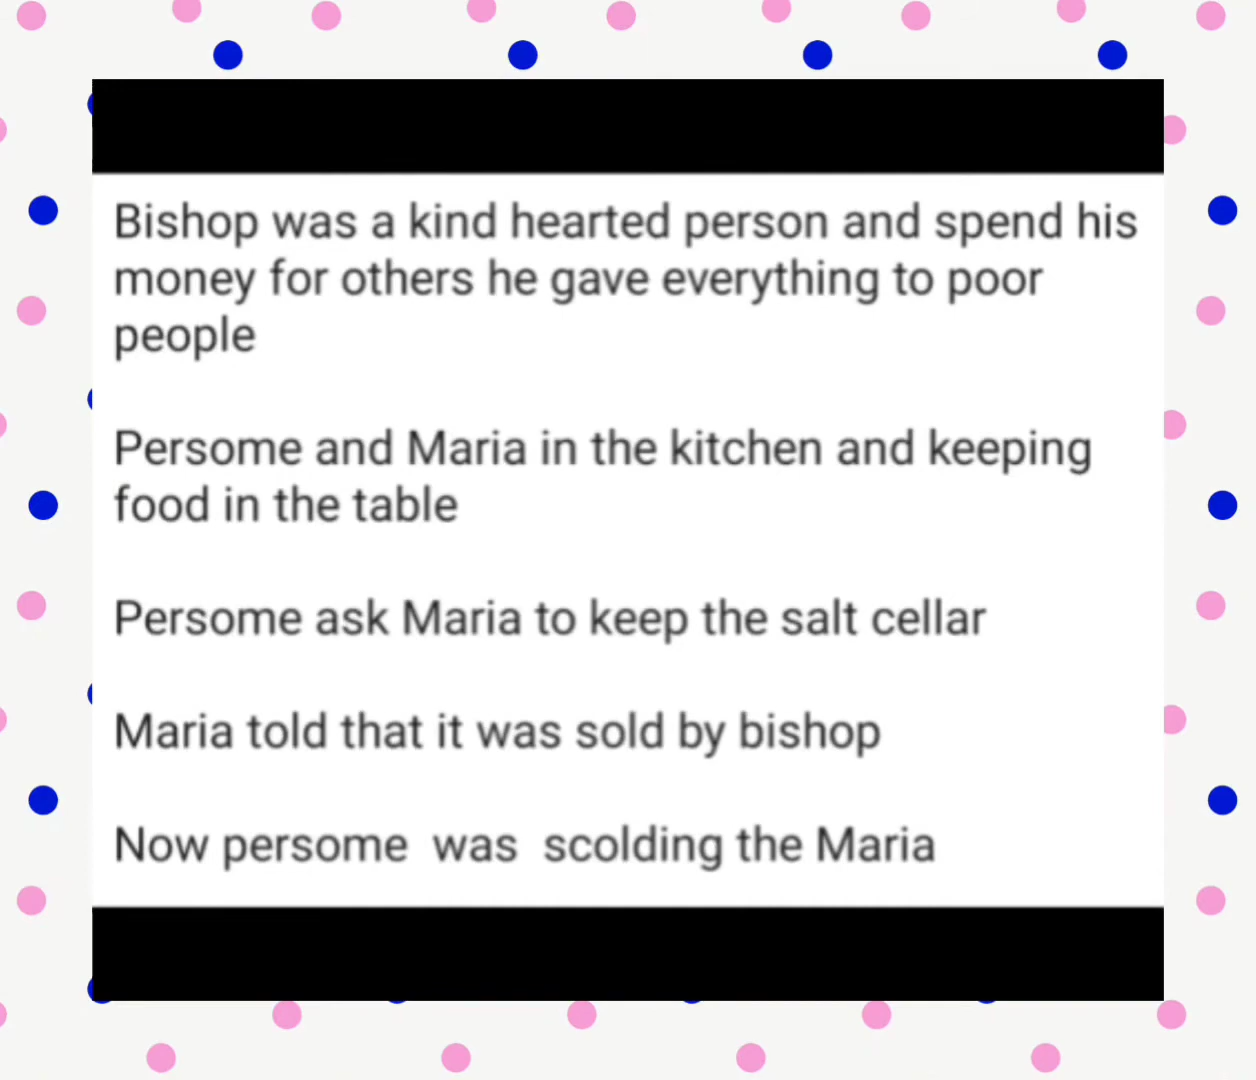 Bishop was a kind hearted person and spend his
money for others he gave everything to poor
people
Persome and Maria in the kitchen and keeping
food in the table
Persome ask Maria to keep the salt cellar
Maria told that it was sold by bishop
Now persome was scolding the Maria